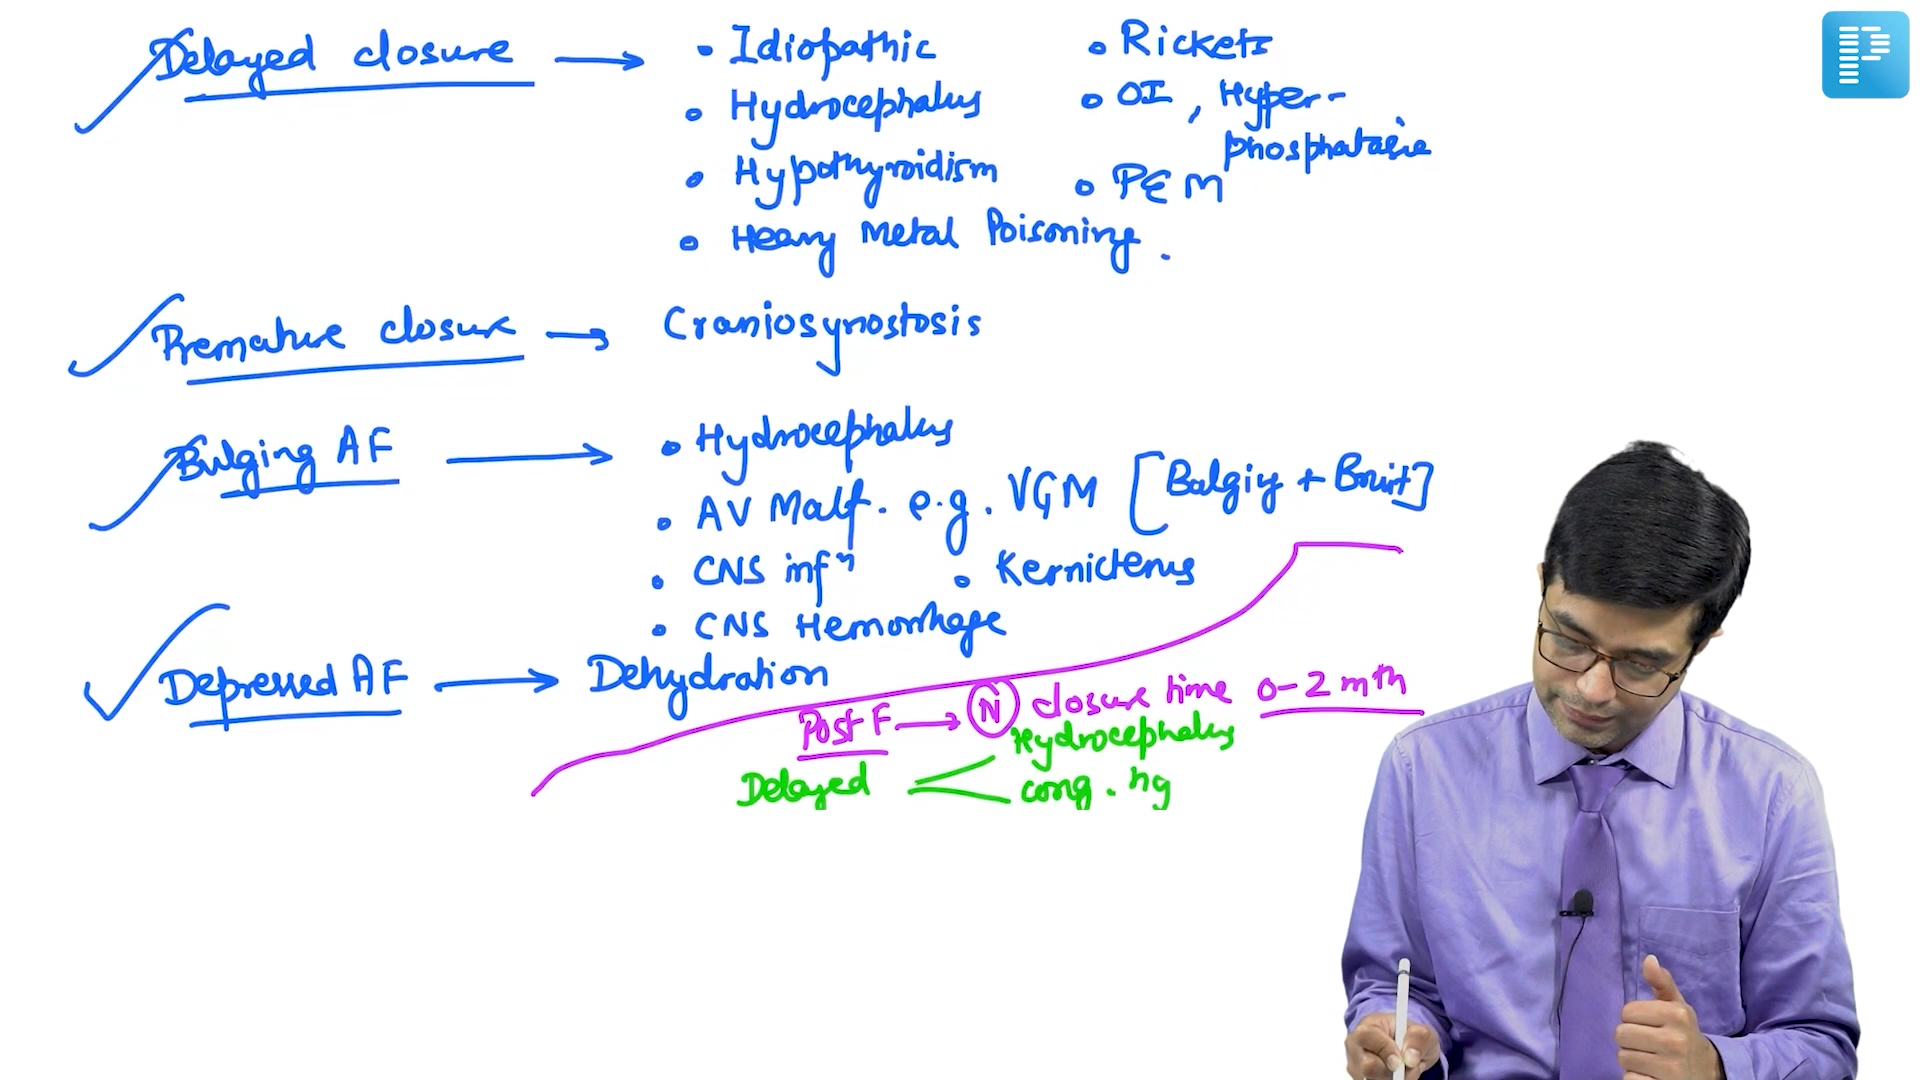 Delayed closure → • Idiopathic • Rickets
• Hydrocephalus • OI, Hyper-
phosphatasie
• Hypothyroidism • PEM
• Heavy Metal Poisoning.
Premature closure → Craniosynostosis
Bulging AF → • Hydrocephalus
• AV Malf. e.g. VGM [Bulgiy + Bruit]
• CNS infⁿ • Kernicterus
• CNS Hemorrhage
Depressed AF → Dehydration
Post F → N closure time 0-2 mth
Delayed < Hydrocephalus
cong. hy